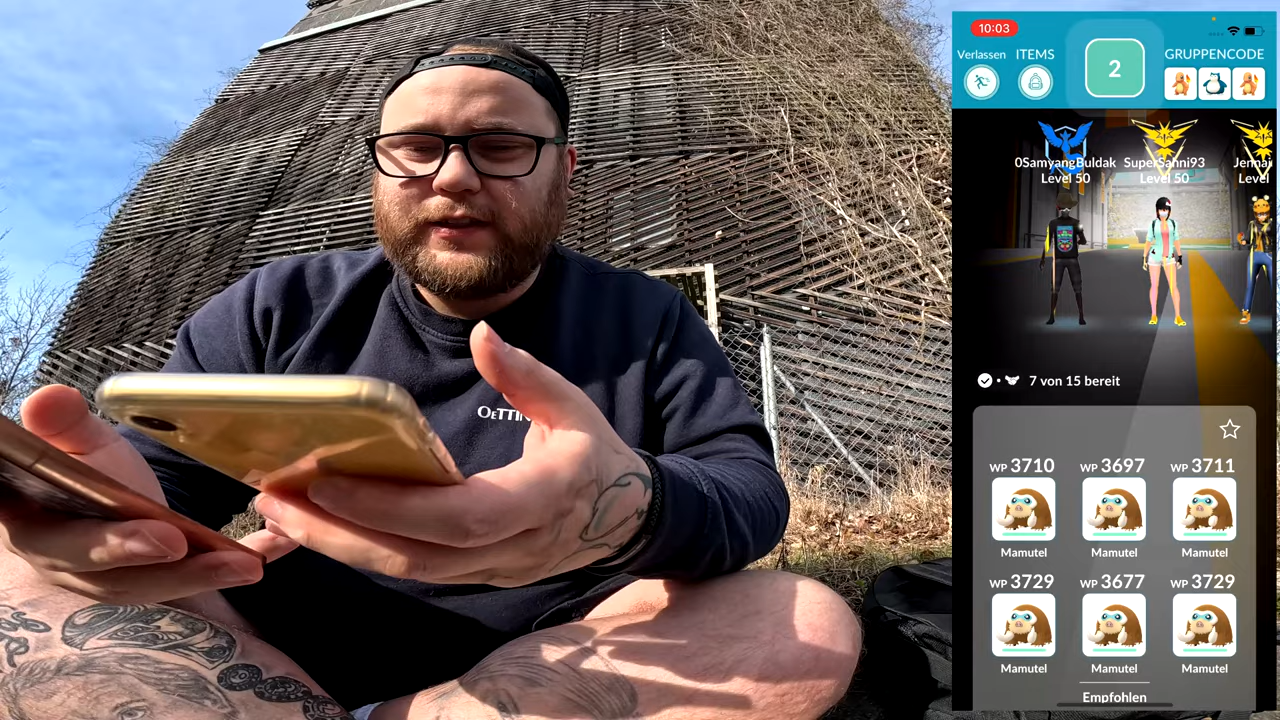 10:03
Verlassen
ITEMS
2
GRUPPENCODE
0SamyangBuldak
Level 50
SuperSahni93
Level 50
Level
7 von 15 bereit
WP 3710
WP 3697
WP 3711
Mamutel
Mamutel
Mamutel
WP 3729
WP 3677
WP 3729
Mamutel
Mamutel
Mamutel
Empfohlen